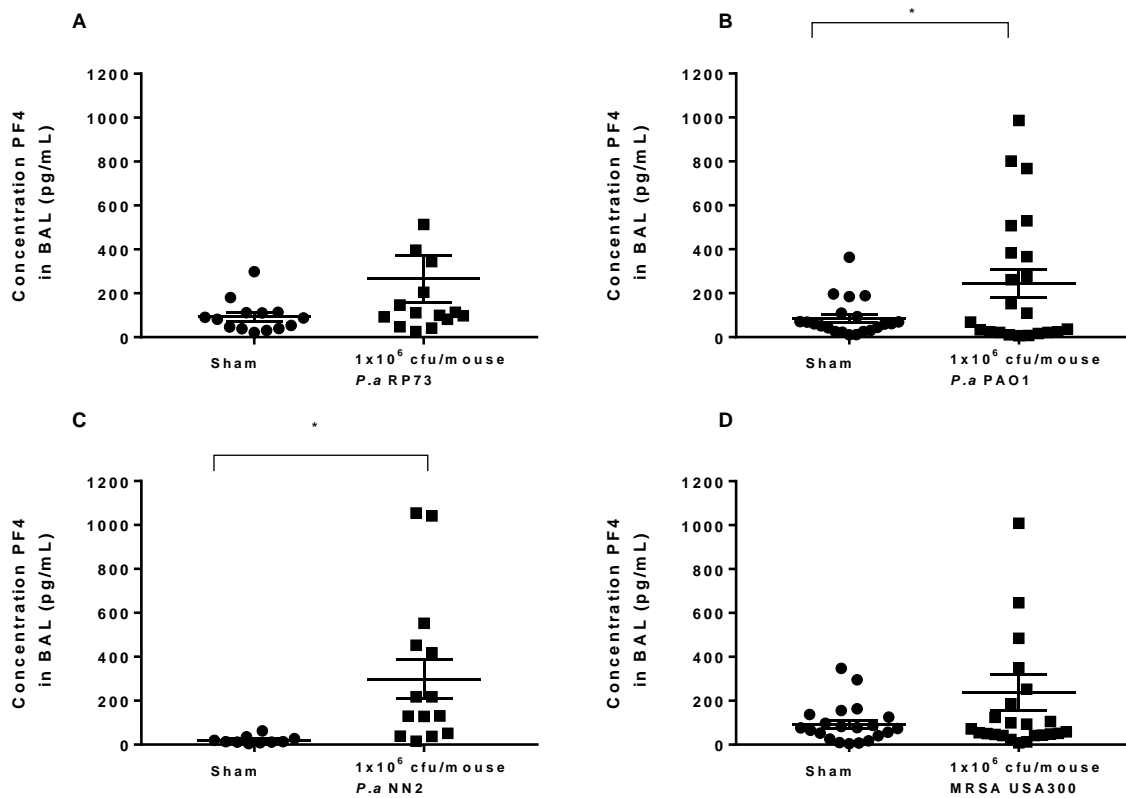 A
Concentration PF4
in BAL (pg/mL)
1200
1000
800
600
400
200
0
Sham
1x10⁶ cfu/mouse
P.a RP73
B
*
Concentration PF4
in BAL (pg/mL)
1200
1000
800
600
400
200
0
Sham
1x10⁶ cfu/mouse
P.a PAO1
C
*
Concentration PF4
in BAL (pg/mL)
1200
1000
800
600
400
200
0
Sham
1x10⁶ cfu/mouse
P.a NN2
D
Concentration PF4
in BAL (pg/mL)
1200
1000
800
600
400
200
0
Sham
1x10⁶ cfu/mouse
MRSA USA300